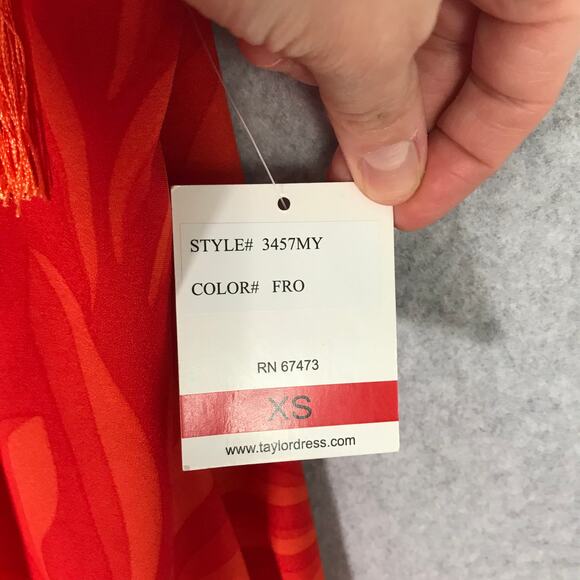 STYLE# 3457MY
COLOR# FRO
RN 67473
XS
www.taylordress.com